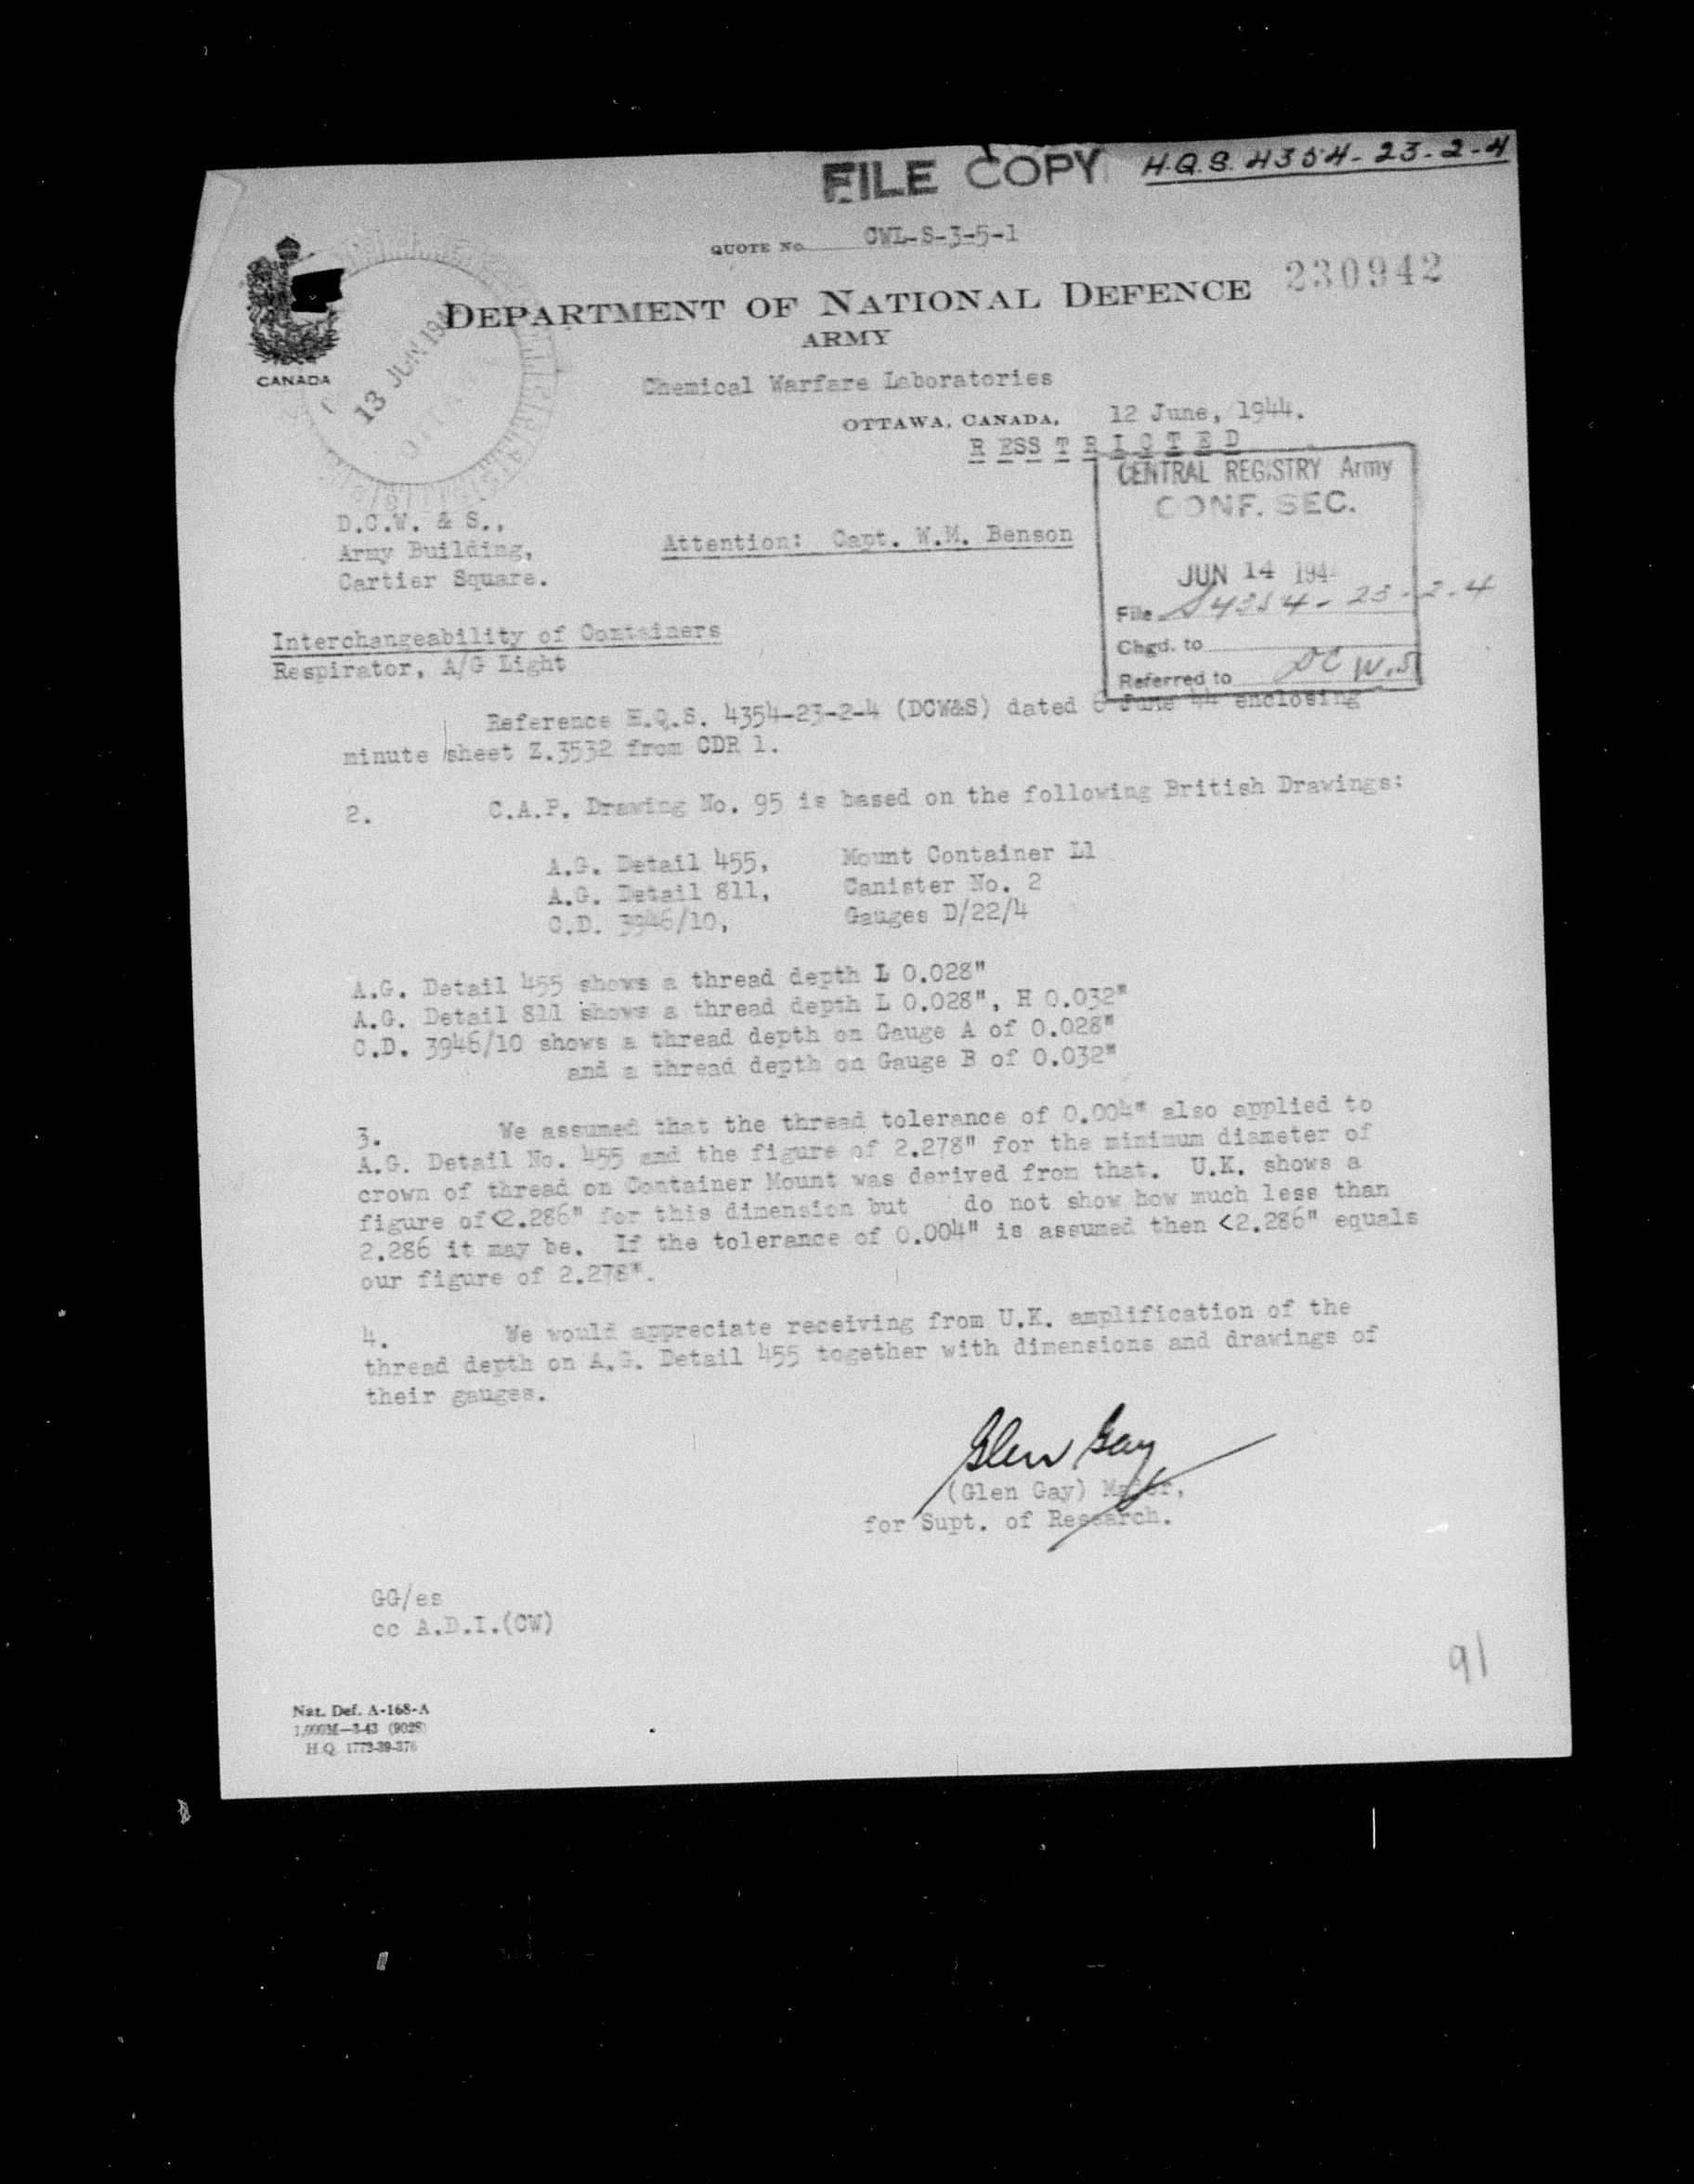 FILE COPY
H.Q.S. 4354-23-2-4
QUOTE No. CWL-S-3-5-1
230942
DEPARTMENT OF NATIONAL DEFENCE
ARMY
CANADA
13 JUN 19
Chemical Warfare Laboratories
OTTAWA, CANADA, 12 June, 1944.
R ESS T R I C T E D
CENTRAL REGISTRY Army
CONF. SEC.
JUN 14 194
File S4354-23-2-4
Chgd. to
Referred to DC W.S
D.C.W. & S.,
Army Building,
Cartier Square.
Attention: Capt. W.M. Benson
Interchangeability of Containers
Respirator, A/G Light
Reference H.Q.S. 4354-23-2-4 (DCW&S) dated June 44 enclosing
minute sheet Z.3532 from CDR 1.
2. C.A.P. Drawing No. 95 is based on the following British Drawings:
A.G. Detail 455, Mount Container L1
A.G. Detail 811, Canister No. 2
C.D. 3946/10, Gauges D/22/4
A.G. Detail 455 shows a thread depth L 0.028"
A.G. Detail 811 shows a thread depth L 0.028", H 0.032"
C.D. 3946/10 shows a thread depth on Gauge A of 0.028"
and a thread depth on Gauge B of 0.032"
3. We assumed that the thread tolerance of 0.004" also applied to
A.G. Detail No. 455 and the figure of 2.278" for the minimum diameter of
crown of thread on Container Mount was derived from that. U.K. shows a
figure of <2.286" for this dimension but do not show how much less than
2.286 it may be. If the tolerance of 0.004" is assumed then <2.286" equals
our figure of 2.278".
4. We would appreciate receiving from U.K. amplification of the
thread depth on A.G. Detail 455 together with dimensions and drawings of
their gauges.
Glen Gay
(Glen Gay) Major,
for Supt. of Research.
GG/es
cc A.D.I.(CW)
91
Nat. Def. A-168-A
1,000M—3-43 (9028)
H.Q. 1772-39-376